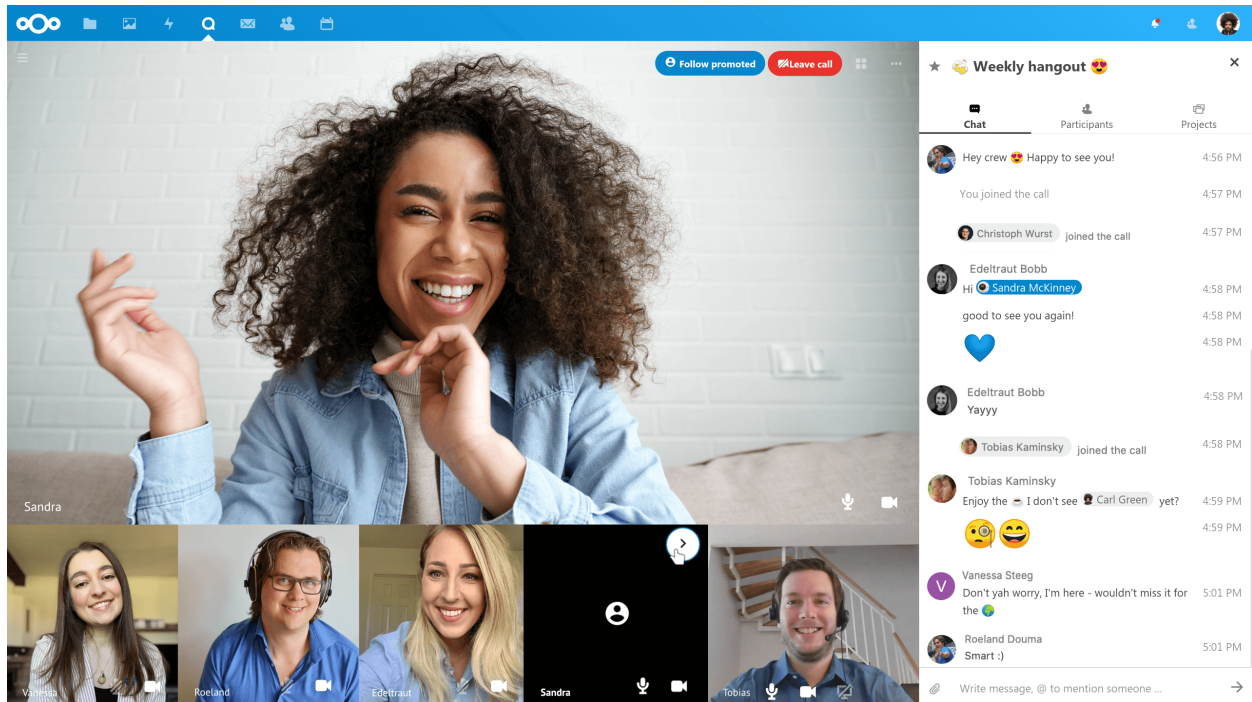 Follow promoted
Leave call
Sandra
Vanessa
Roeland
Edeltraut
Sandra
Tobias
Weekly hangout 😍
Chat
Participants
Projects
Hey crew 😍 Happy to see you! 4:56 PM
You joined the call 4:57 PM
Christoph Wurst joined the call 4:57 PM
Edeltraut Bobb
Hi Sandra McKinney 4:58 PM
good to see you again! 4:58 PM
💙 4:58 PM
Edeltraut Bobb
Yayyy 4:58 PM
Tobias Kaminsky joined the call 4:58 PM
Tobias Kaminsky
Enjoy the ☕ I don't see Carl Green yet? 4:59 PM
🧐😄 4:59 PM
V
Vanessa Steeg
Don't yah worry, I'm here - wouldn't miss it for 5:01 PM
the 🌍
Roeland Douma
Smart :) 5:01 PM
Write message, @ to mention someone ...